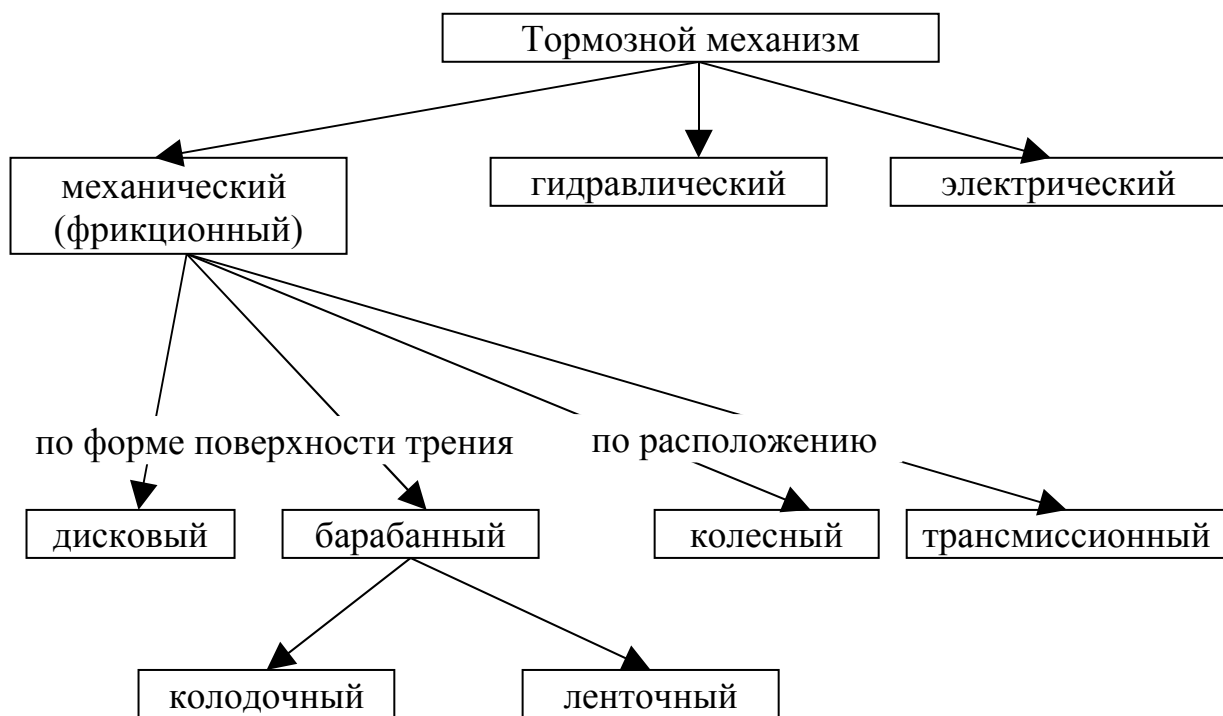 Тормозной механизм
механический
(фрикционный)
гидравлический
электрический
по форме поверхности трения
по расположению
дисковый
барабанный
колесный
трансмиссионный
колодочный
ленточный